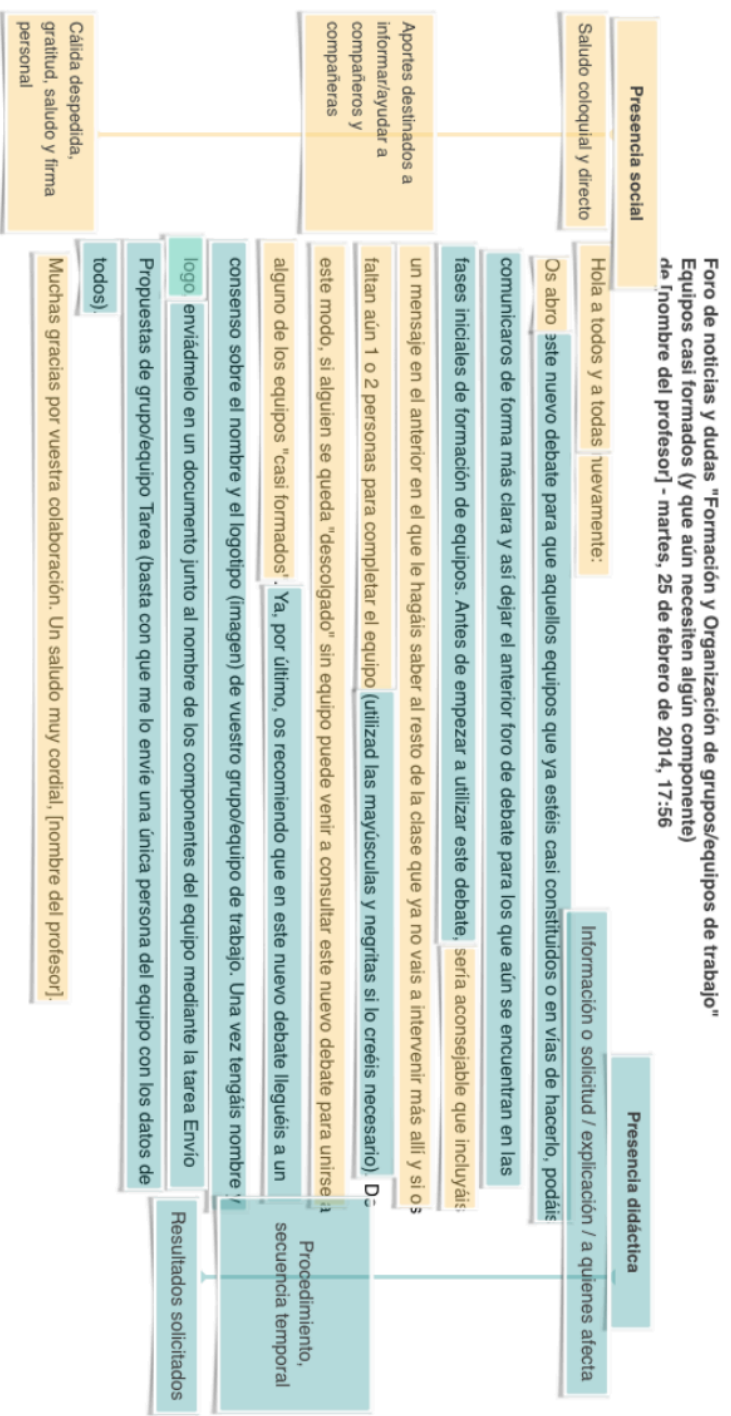 Foro de noticias y dudas "Formación y Organización de grupos/equipos de trabajo"
Equipos casi formados (y que aún necesiten algún componente)
de [nombre del profesor] - martes, 25 de febrero de 2014, 17:56
Presencia social
Presencia didáctica
Saludo coloquial y directo
Hola a todos y a todas nuevamente:
Información o solicitud / explicación / a quienes afecta
Os abro este nuevo debate para que aquellos equipos que ya estéis casi constituidos o en vías de hacerlo, podáis
comunicaros de forma más clara y así dejar el anterior foro de debate para los que aún se encuentran en las
fases iniciales de formación de equipos. Antes de empezar a utilizar este debate, sería aconsejable que incluyáis
un mensaje en el anterior en el que le hagáis saber al resto de la clase que ya no vais a intervenir más allí y si os
faltan aún 1 o 2 personas para completar el equipo (utilizad las mayúsculas y negritas si lo creéis necesario). De
este modo, si alguien se queda "descolgado" sin equipo puede venir a consultar este nuevo debate para unirse a
alguno de los equipos "casi formados". Ya, por último, os recomiendo que en este nuevo debate lleguéis a un
consenso sobre el nombre y el logotipo (imagen) de vuestro grupo/equipo de trabajo. Una vez tengáis nombre y
logo enviádmelo en un documento junto al nombre de los componentes del equipo mediante la tarea Envío
Propuestas de grupo/equipo Tarea (basta con que me lo envíe una única persona del equipo con los datos de
todos).
Muchas gracias por vuestra colaboración. Un saludo muy cordial, [nombre del profesor].
Aportes destinados a
informar/ayudar a
compañeros y
compañeras
Cálida despedida,
gratitud, saludo y firma
personal
Procedimiento,
secuencia temporal
Resultados solicitados